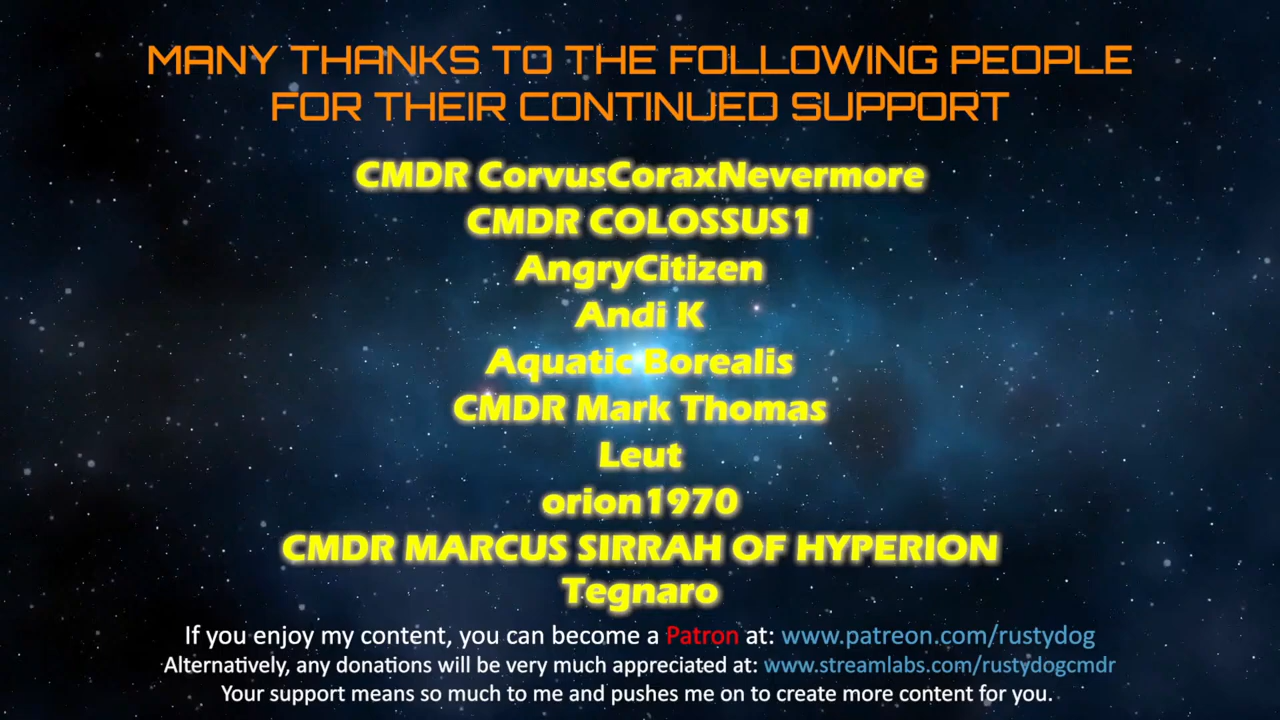 MANY THANKS TO THE FOLLOWING PEOPLE
FOR THEIR CONTINUED SUPPORT
CMDR CorvusCoraxNevermore
CMDR COLOSSUS1
AngryCitizen
Andi K
Aquatic Borealis
CMDR Mark Thomas
Leut
orion1970
CMDR MARCUS SIRRAH OF HYPERION
Tegnaro
If you enjoy my content, you can become a Patron at: www.patreon.com/rustydog
Alternatively, any donations will be very much appreciated at: www.streamlabs.com/rustydogcmdr
Your support means so much to me and pushes me on to create more content for you.